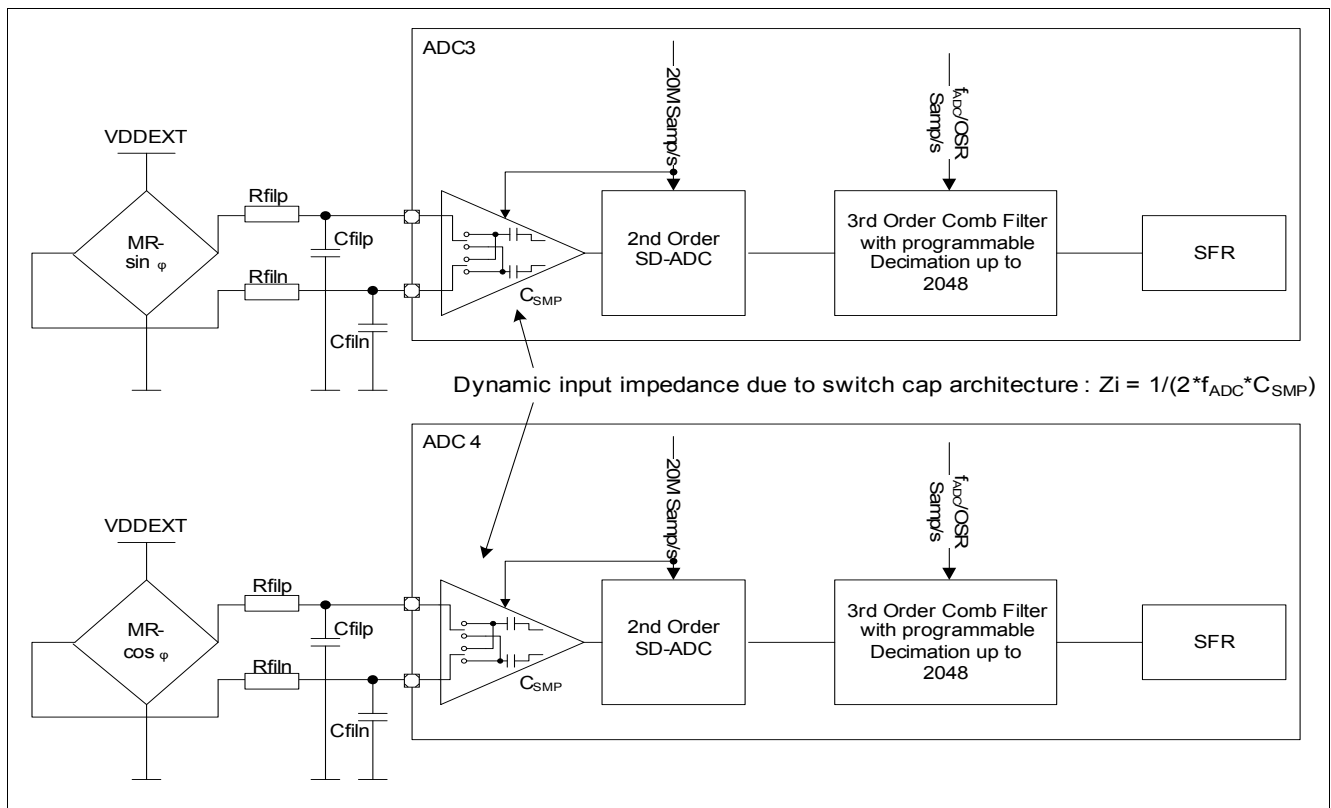 ADC3
20M Samp/s
fADC/OSR
Samp/s
VDDEXT
Rfilp
MR-
sin φ
Cfilp
Rfiln
Cfiln
CSMP
2nd Order
SD-ADC
3rd Order Comb Filter
with programmable
Decimation up to
2048
SFR
Dynamic input impedance due to switch cap architecture : Zi = 1/(2*fADC*CSMP)
ADC 4
20M Samp/s
fADC/OSR
Samp/s
VDDEXT
Rfilp
MR-
cos φ
Cfilp
Rfiln
Cfiln
CSMP
2nd Order
SD-ADC
3rd Order Comb Filter
with programmable
Decimation up to
2048
SFR